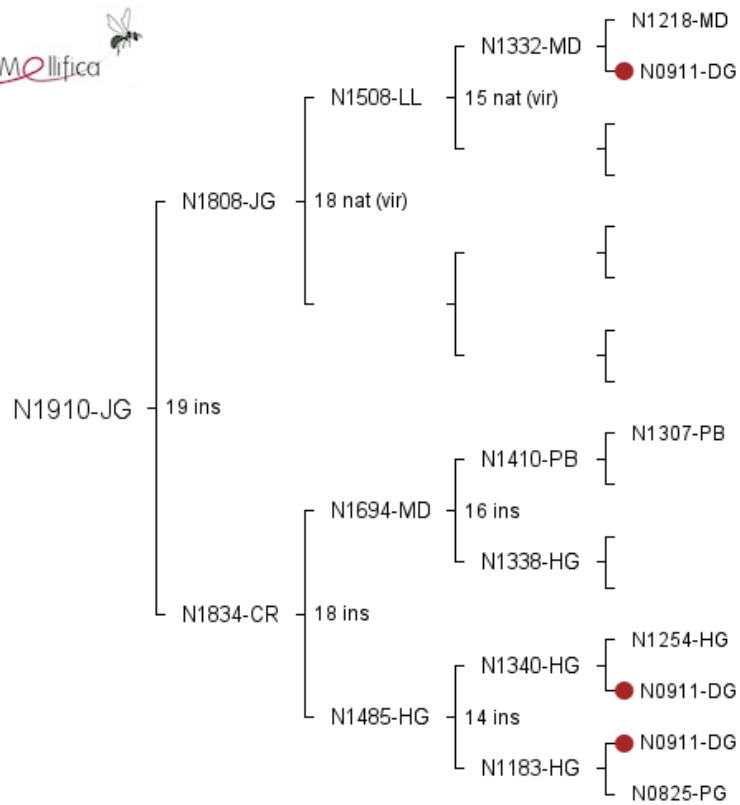 N1218-MD
N1332-MD
N0911-DG
Mellifica
N1508-LL
15 nat (vir)
N1808-JG
18 nat (vir)
N1910-JG
19 ins
N1307-PB
N1410-PB
N1694-MD
16 ins
N1338-HG
N1834-CR
18 ins
N1254-HG
N1340-HG
N0911-DG
N1485-HG
14 ins
N0911-DG
N1183-HG
N0825-PG